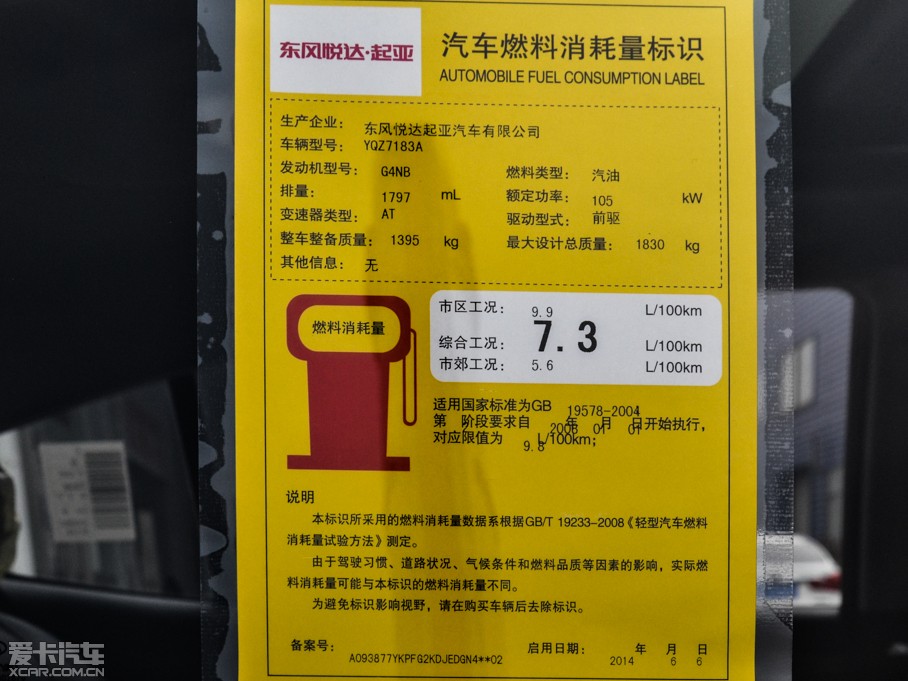 东风悦达·起亚
汽车燃料消耗量标识
AUTOMOBILE FUEL CONSUMPTION LABEL
生产企业: 东风悦达起亚汽车有限公司
车辆型号: YQZ7183A
发动机型号: G4NB 燃料类型: 汽油
排量: 1797 mL 额定功率: 105 kW
变速器类型: AT 驱动型式: 前驱
整车整备质量: 1395 kg 最大设计总质量: 1830 kg
其他信息: 无
燃料消耗量
市区工况: 9.9 L/100km
综合工况: 7.3 L/100km
市郊工况: 5.6 L/100km
适用国家标准为GB 19578-2004
第 阶段要求自 2006 年 01 月 01 日开始执行,
对应限值为 9.8 L/100km;
说明
本标识所采用的燃料消耗量数据系根据GB/T 19233-2008《轻型汽车燃料
消耗量试验方法》测定。
由于驾驶习惯、道路状况、气候条件和燃料品质等因素的影响，实际燃
料消耗量可能与本标识的燃料消耗量不同。
为避免标识影响视野，请在购买车辆后去除标识。
备案号: A093877YKPFG2KDJEDGN4**02 启用日期: 2014 年 6 月 6 日
爱卡汽车
XCAR.COM.CN